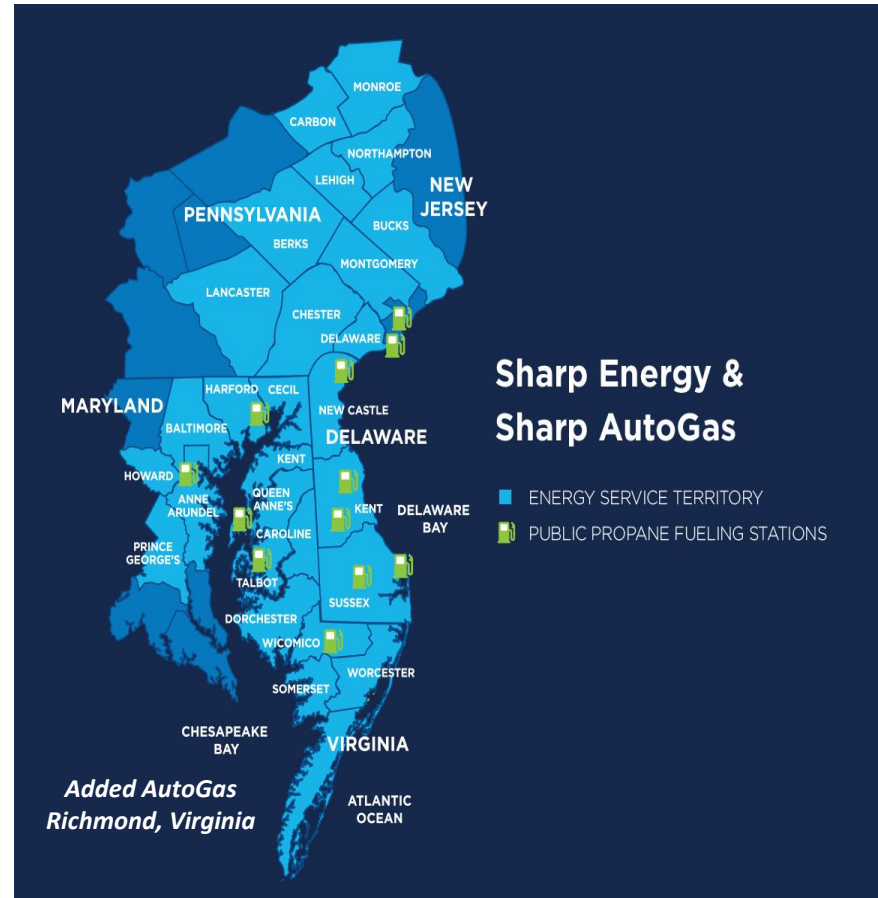 MONROE
CARBON
NORTHAMPTON
LEHIGH
NEW
JERSEY
PENNSYLVANIA
BUCKS
BERKS
MONTGOMERY
LANCASTER
CHESTER
DELAWARE
HARFORD
CECIL
MARYLAND
NEW CASTLE
BALTIMORE
DELAWARE
KENT
HOWARD
QUEEN
ANNE'S
ANNE
ARUNDEL
KENT
DELAWARE
BAY
CAROLINE
PRINCE
GEORGE'S
TALBOT
SUSSEX
DORCHESTER
WICOMICO
WORCESTER
SOMERSET
CHESAPEAKE
BAY
VIRGINIA
ATLANTIC
OCEAN
Added AutoGas
Richmond, Virginia
Sharp Energy &
Sharp AutoGas
ENERGY SERVICE TERRITORY
PUBLIC PROPANE FUELING STATIONS